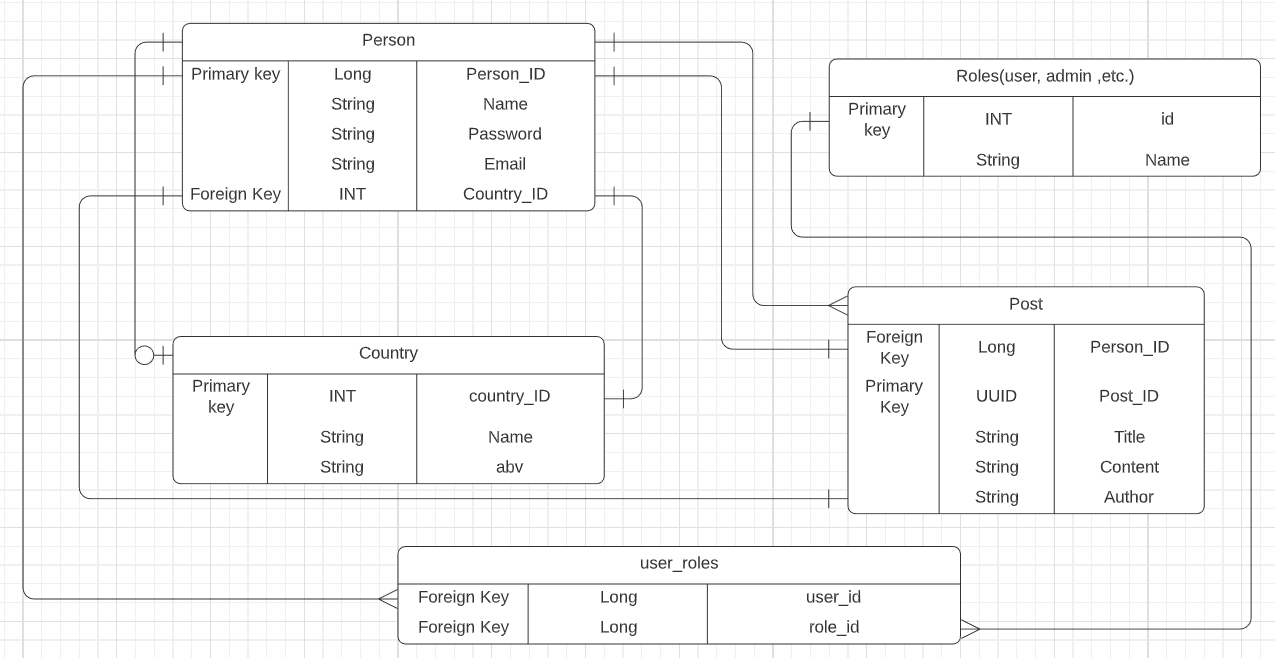 Person
Primary key Long Person_ID
String Name
String Password
String Email
Foreign Key INT Country_ID
Roles(user, admin ,etc.)
Primary
key INT id
String Name
Country
Primary
key INT country_ID
String Name
String abv
Post
Foreign
Key Long Person_ID
Primary
Key UUID Post_ID
String Title
String Content
String Author
user_roles
Foreign Key Long user_id
Foreign Key Long role_id